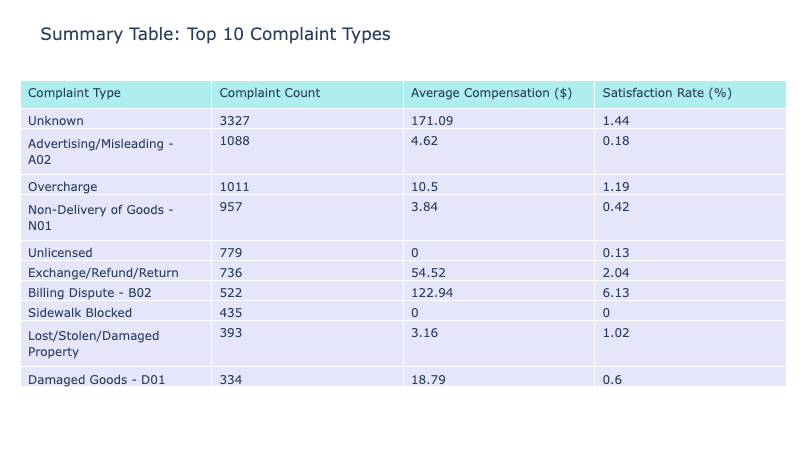 Summary Table: Top 10 Complaint Types
Complaint Type Complaint Count Average Compensation ($) Satisfaction Rate (%)
Unknown 3327 171.09 1.44
Advertising/Misleading - 1088 4.62 0.18
A02
Overcharge 1011 10.5 1.19
Non-Delivery of Goods - 957 3.84 0.42
N01
Unlicensed 779 0 0.13
Exchange/Refund/Return 736 54.52 2.04
Billing Dispute - B02 522 122.94 6.13
Sidewalk Blocked 435 0 0
Lost/Stolen/Damaged 393 3.16 1.02
Property
Damaged Goods - D01 334 18.79 0.6